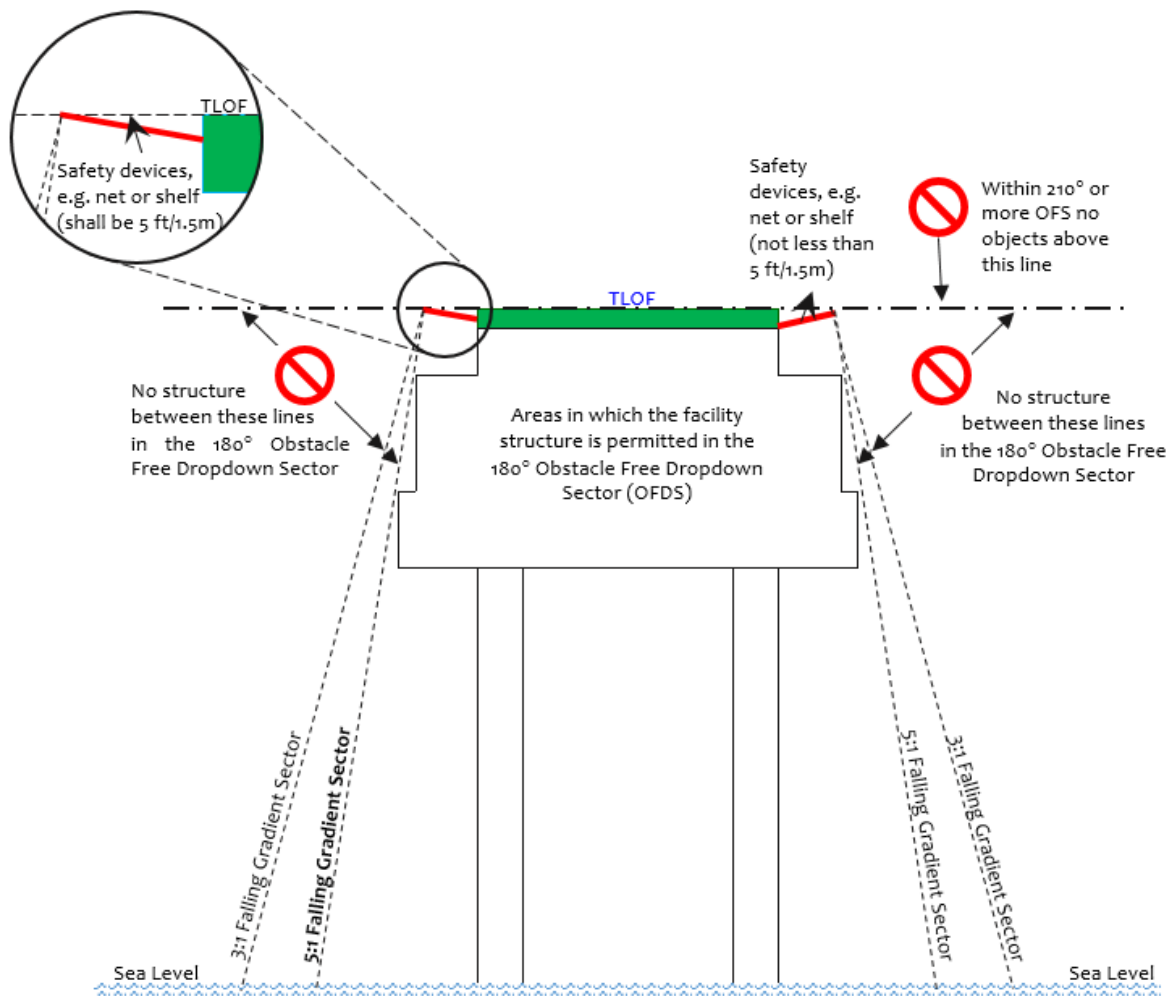 TLOF
Safety devices,
e.g. net or shelf
(shall be 5 ft/1.5m)
Safety
devices, e.g.
net or shelf
(not less than
5 ft/1.5m)
Within 210° or
more OFS no
objects above
this line
TLOF
No structure
between these lines
in the 180° Obstacle
Free Dropdown Sector
Areas in which the facility
structure is permitted in the
180° Obstacle Free Dropdown
Sector (OFDS)
No structure
between these lines
in the 180° Obstacle Free
Dropdown Sector
3:1 Falling Gradient Sector
5:1 Falling Gradient Sector
5:1 Falling Gradient Sector
3:1 Falling Gradient Sector
Sea Level
Sea Level